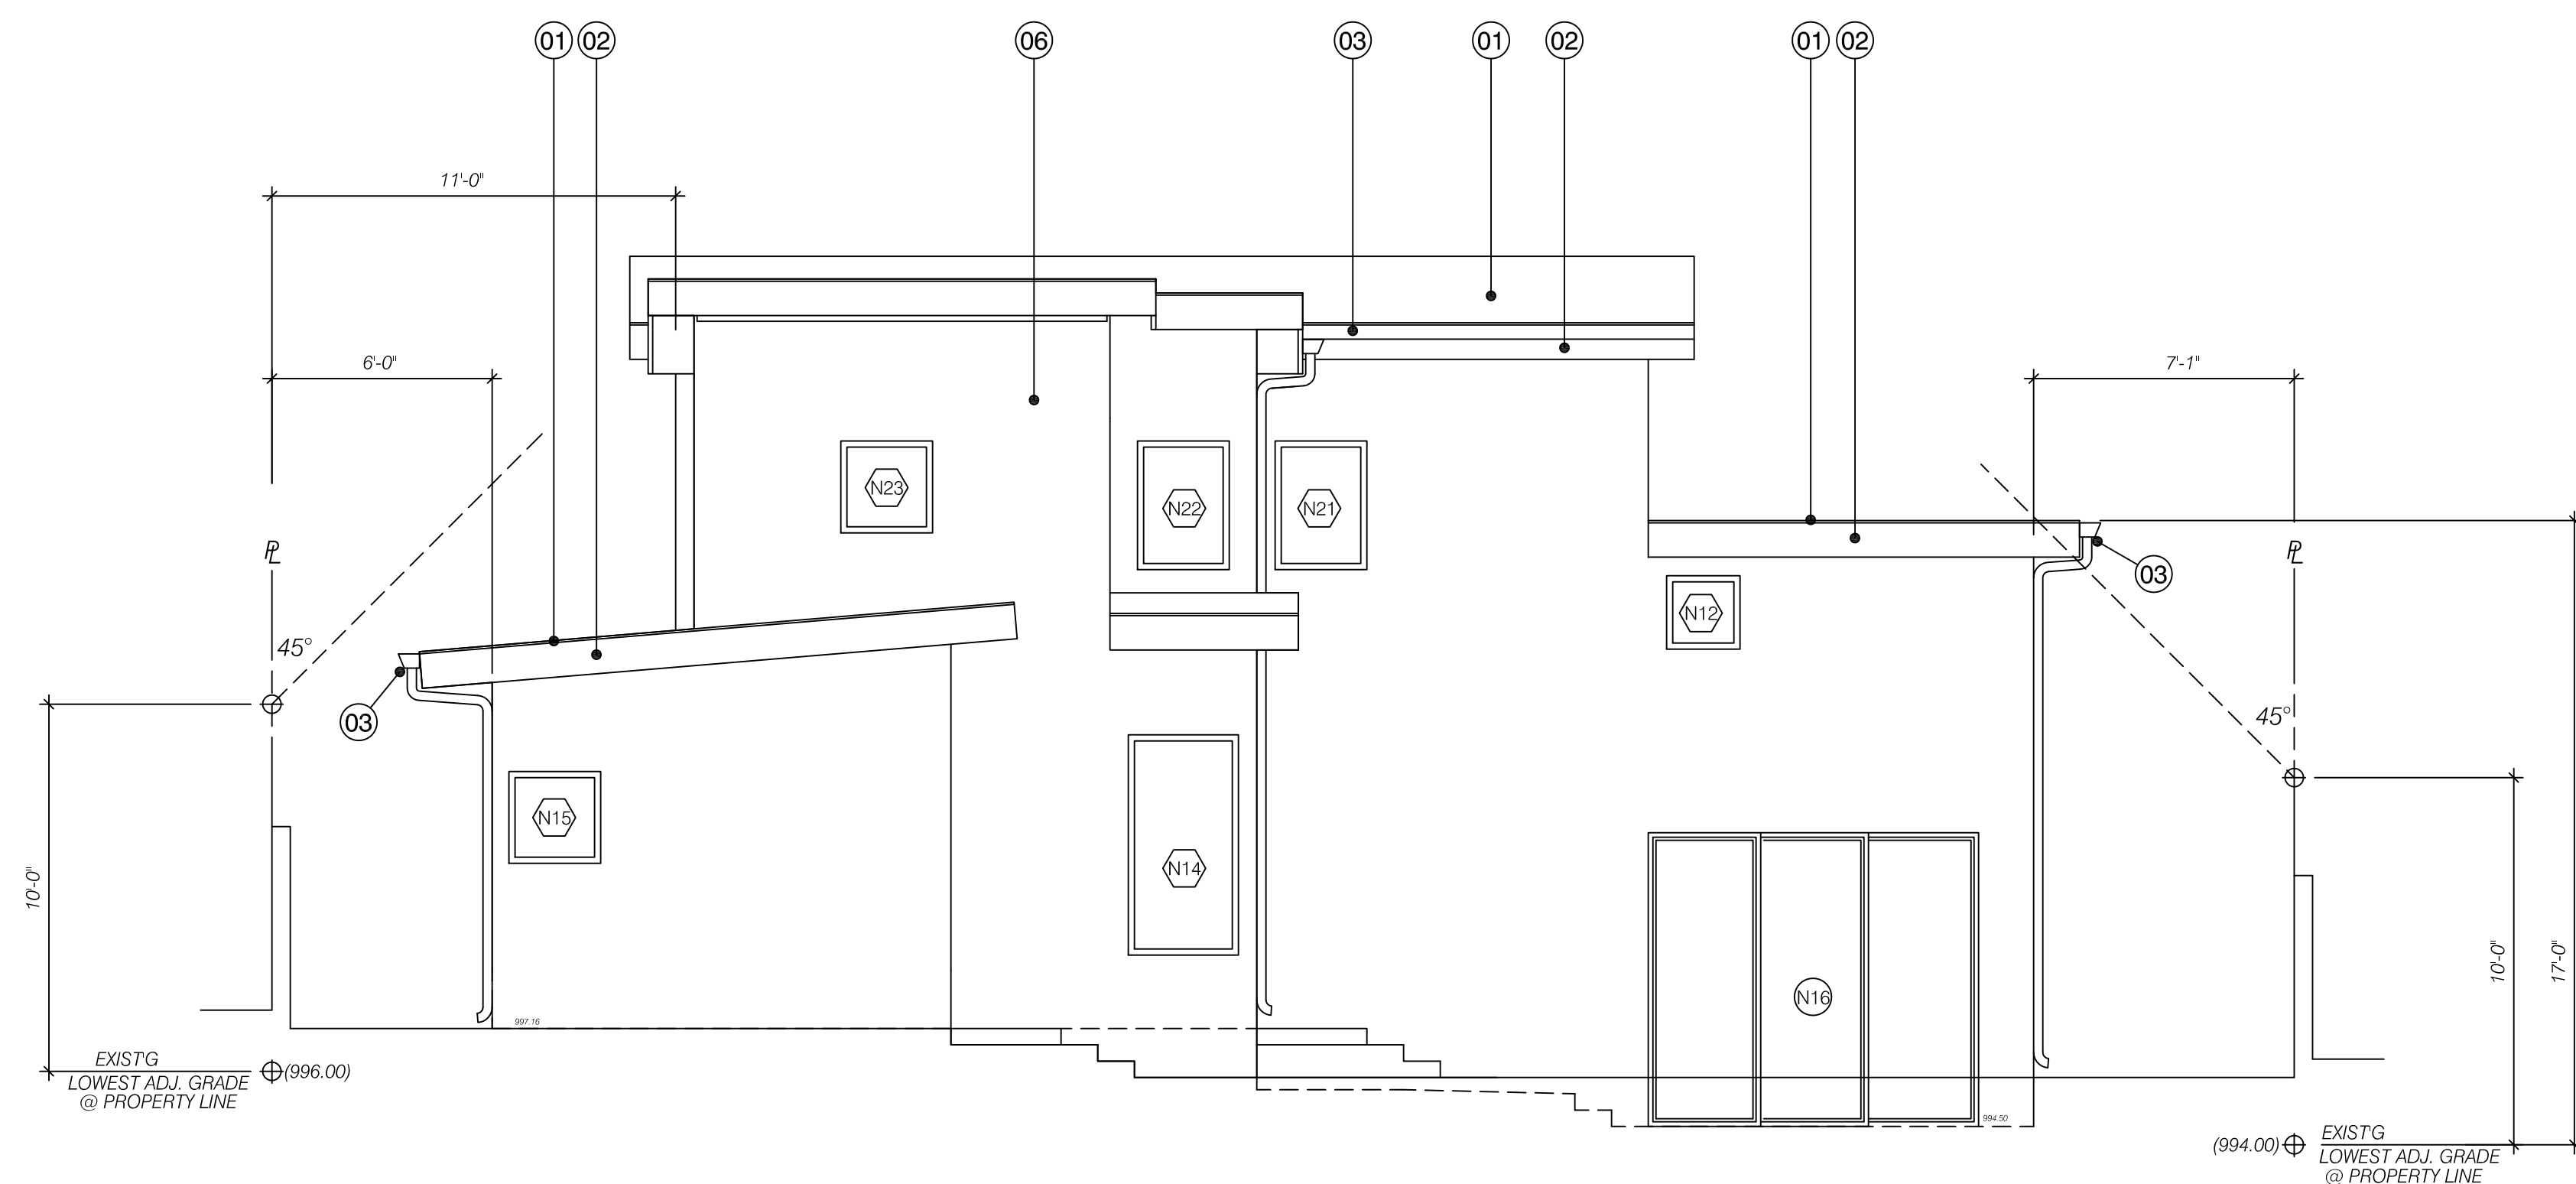 01 02 06 03 01 02 01 02
11'-0"
6'-0"
7'-1"
N23
N22
N21
PL
PL
03
N12
45°
45°
03
N15
N14
10'-0"
10'-0"
17'-0"
N16
997.16
EXIST'G
(996.00)
LOWEST ADJ. GRADE
@ PROPERTY LINE
994.50
EXIST'G
(994.00)
LOWEST ADJ. GRADE
@ PROPERTY LINE